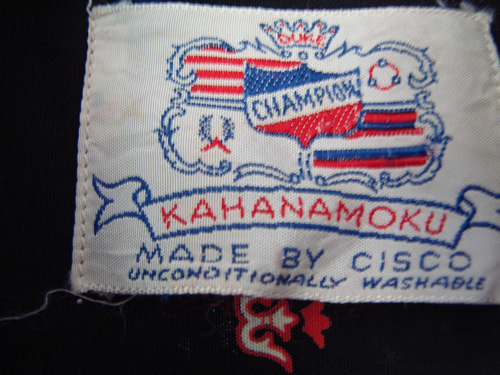 DUKE
CHAMPION
KAHANAMOKU
MADE BY CISCO
UNCONDITIONALLY WASHABLE